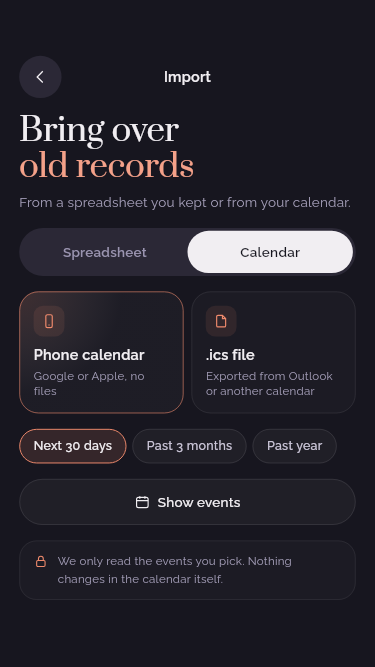 Import
Bring over
old records
From a spreadsheet you kept or from your calendar.
Spreadsheet
Calendar
Phone calendar
Google or Apple, no
files
.ics file
Exported from Outlook
or another calendar
Next 30 days
Past 3 months
Past year
Show events
We only read the events you pick. Nothing
changes in the calendar itself.